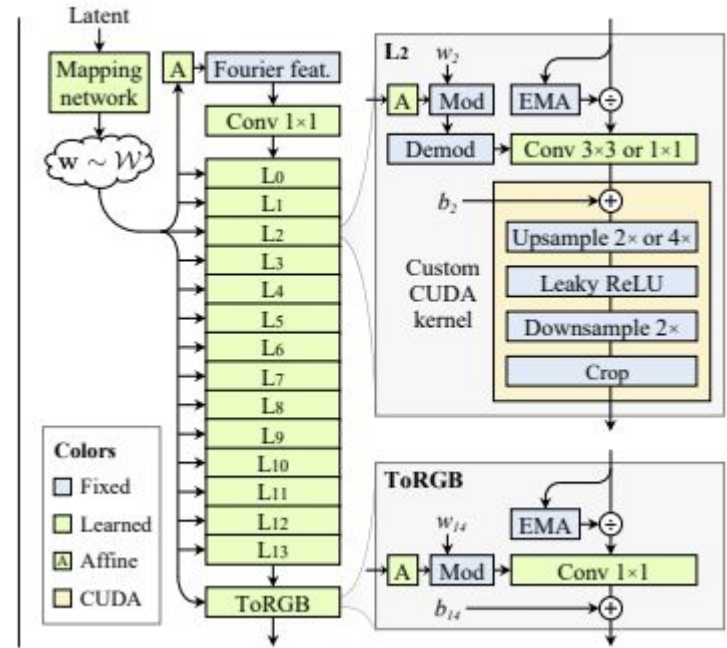 Latent
Mapping
network
w ~ W
A
Fourier feat.
Conv 1×1
L0
L1
L2
L3
L4
L5
L6
L7
L8
L9
L10
L11
L12
L13
ToRGB
Colors
Fixed
Learned
A Affine
CUDA
L2
w2
A
Mod
EMA
÷
Demod
Conv 3×3 or 1×1
b2
+
Upsample 2× or 4×
Leaky ReLU
Downsample 2×
Crop
Custom
CUDA
kernel
ToRGB
w14
EMA
÷
A
Mod
Conv 1×1
b14
+